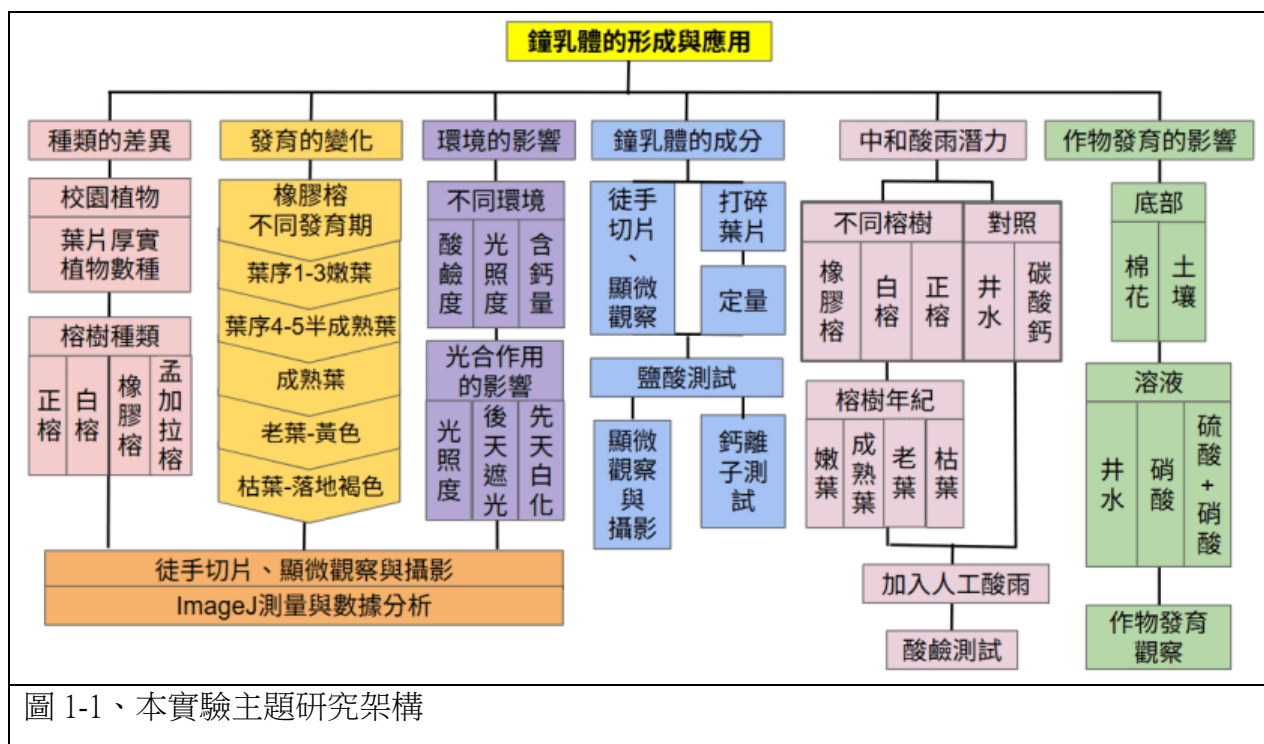 鐘乳體的形成與應用
種類的差異
校園植物
葉片厚實
植物數種
榕樹種類
正榕
白榕
橡膠榕
孟加拉榕
發育的變化
橡膠榕
不同發育期
葉序1-3嫩葉
葉序4-5半成熟葉
成熟葉
老葉-黃色
枯葉-落地褐色
環境的影響
不同環境
酸鹼度
光照度
含鈣量
光合作用
的影響
光照度
後天遮光
先天白化
徒手切片、顯微觀察與攝影
ImageJ測量與數據分析
鐘乳體的成分
徒手
切片
、
顯微
觀察
打碎
葉片
定量
鹽酸測試
顯微
觀察
與
攝影
鈣離
子測
試
中和酸雨潛力
不同榕樹
橡膠榕
白榕
正榕
對照
井水
碳酸鈣
榕樹年紀
嫩葉
成熟葉
老葉
枯葉
加入人工酸雨
酸鹼測試
作物發育的影響
底部
棉花
土壤
溶液
井水
硝酸
硫酸+硝酸
作物發育
觀察
圖 1-1、本實驗主題研究架構